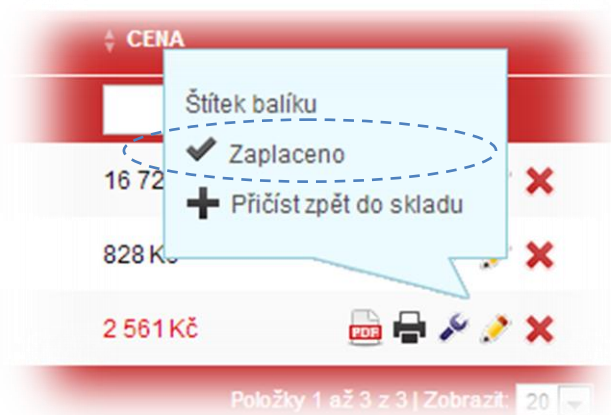 CENA
Štítek balíku
Zaplaceno
16 72
Přičíst zpět do skladu
828 Kč
2 561 Kč
PDF
Položky 1 až 3 z 3 | Zobrazit: 20